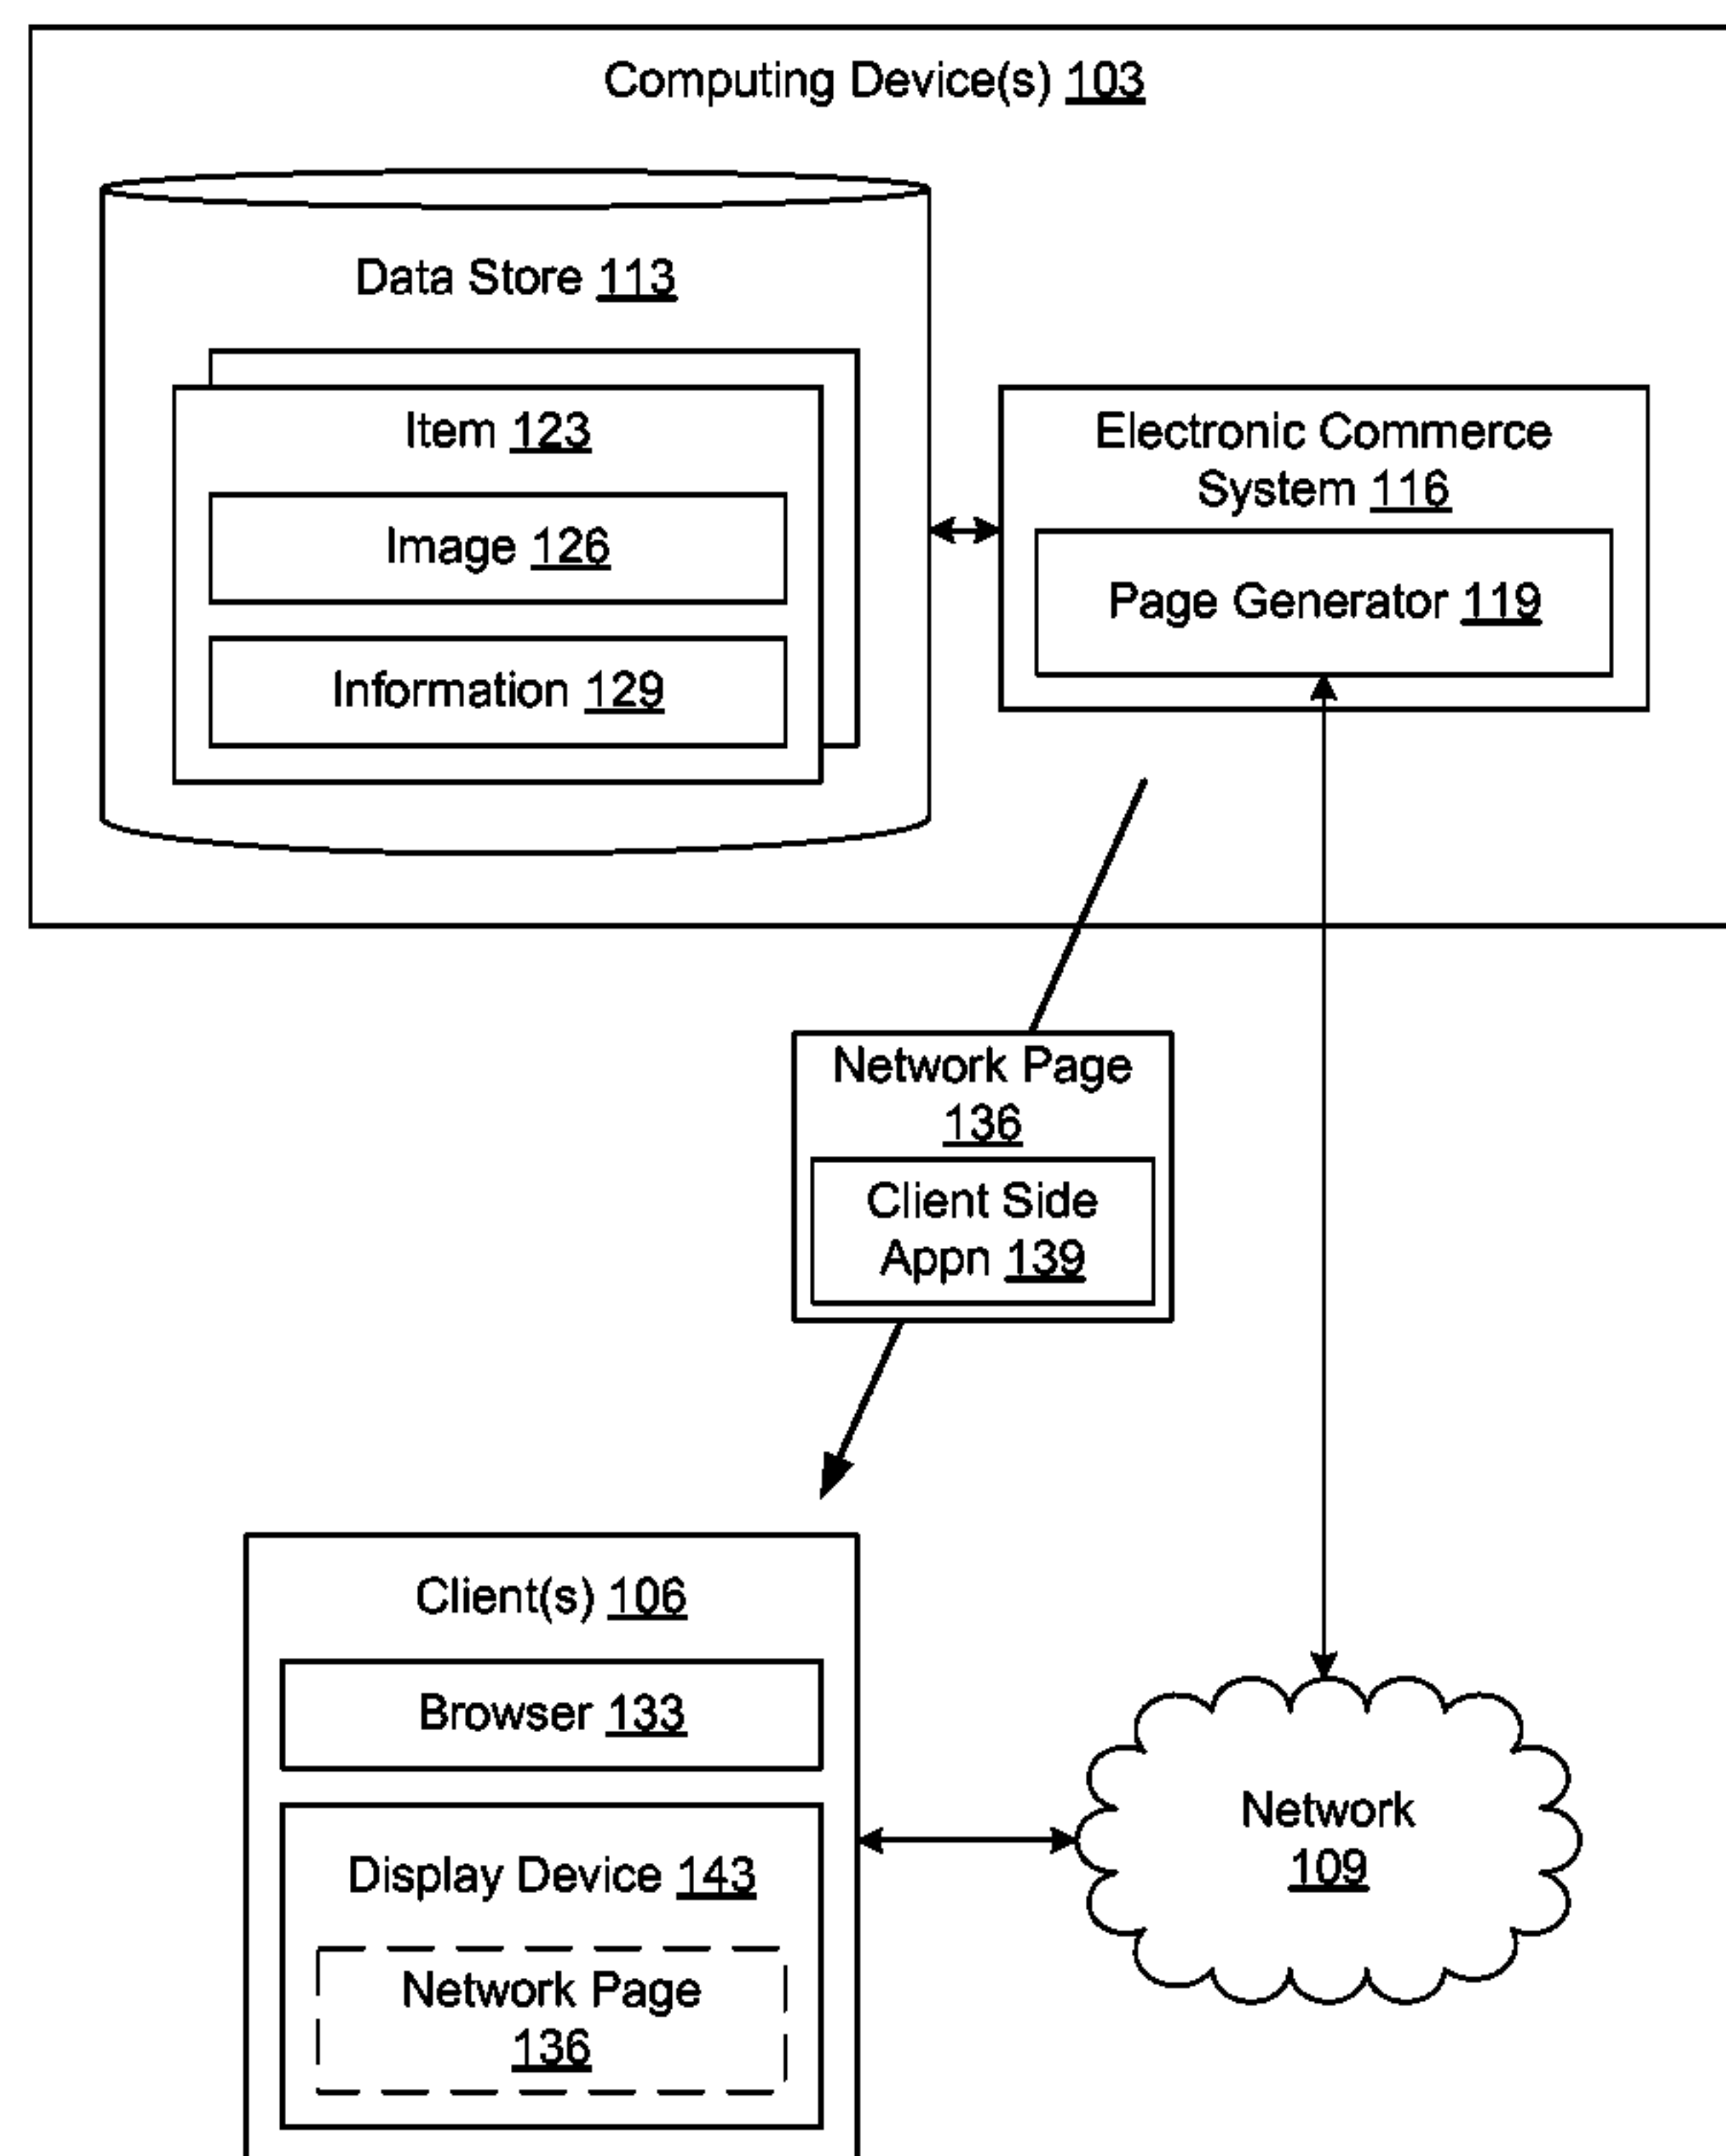 Computing Device(s) 103
Data Store 113
Item 123
Image 126
Information 129
Electronic Commerce
System 116
Page Generator 119
Network Page
136
Client Side
Appn 139
Client(s) 106
Browser 133
Display Device 143
Network Page
136
Network
109